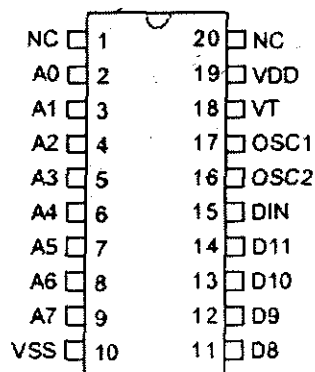 NC 1 20 NC
A0 2 19 VDD
A1 3 18 VT
A2 4 17 OSC1
A3 5 16 OSC2
A4 6 15 DIN
A5 7 14 D11
A6 8 13 D10
A7 9 12 D9
VSS 10 11 D8